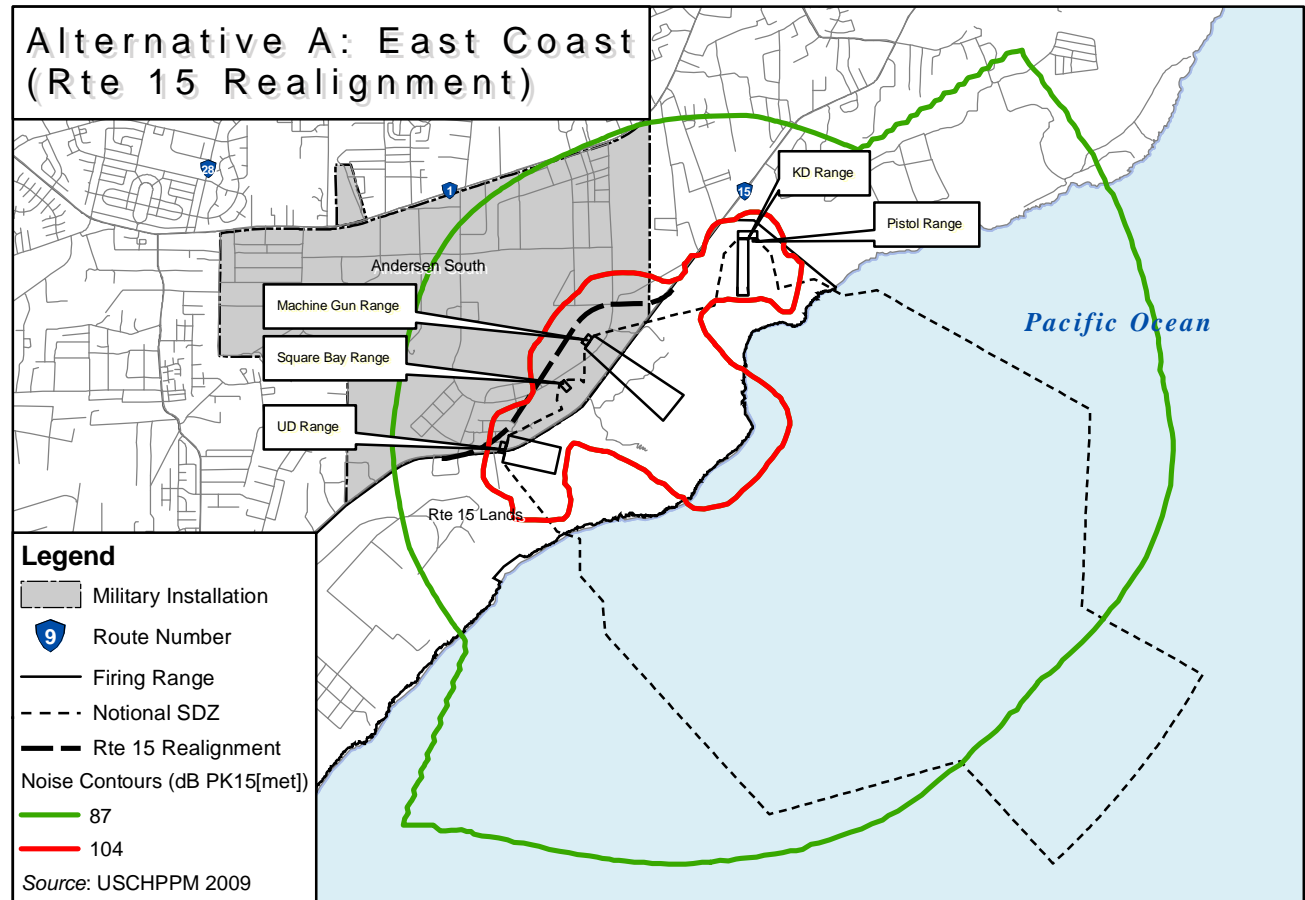 Alternative A: East Coast
(Rte 15 Realignment)
28
1
15
KD Range
Pistol Range
Andersen South
Machine Gun Range
Pacific Ocean
Square Bay Range
UD Range
Rte 15 Lands
Legend
Military Installation
9 Route Number
Firing Range
Notional SDZ
Rte 15 Realignment
Noise Contours (dB PK15[met])
87
104
Source: USCHPPM 2009